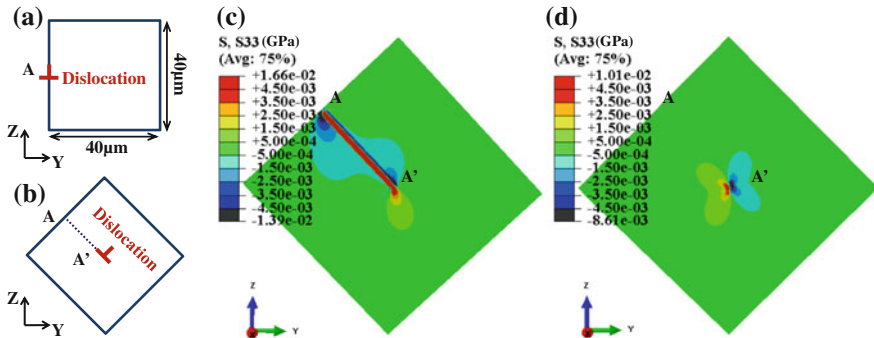 (a)
A
Dislocation
40μm
40μm
Z
Y
(b)
A
A'
Dislocation
Z
Y
(c)
S, S33 (GPa)
(Avg: 75%)
+1.66e-02
+4.50e-03
+3.50e-03
+2.50e-03
+1.50e-03
+5.00e-04
-5.00e-04
-1.50e-03
-2.50e-03
-3.50e-03
-4.50e-03
-1.39e-02
A
A'
Z
Y
(d)
S, S33 (GPa)
(Avg: 75%)
+1.01e-02
+4.50e-03
+3.50e-03
+2.50e-03
+1.50e-03
+5.00e-04
-5.00e-04
-1.50e-03
-2.50e-03
-3.50e-03
-4.50e-03
-8.61e-03
A
A'
Z
Y